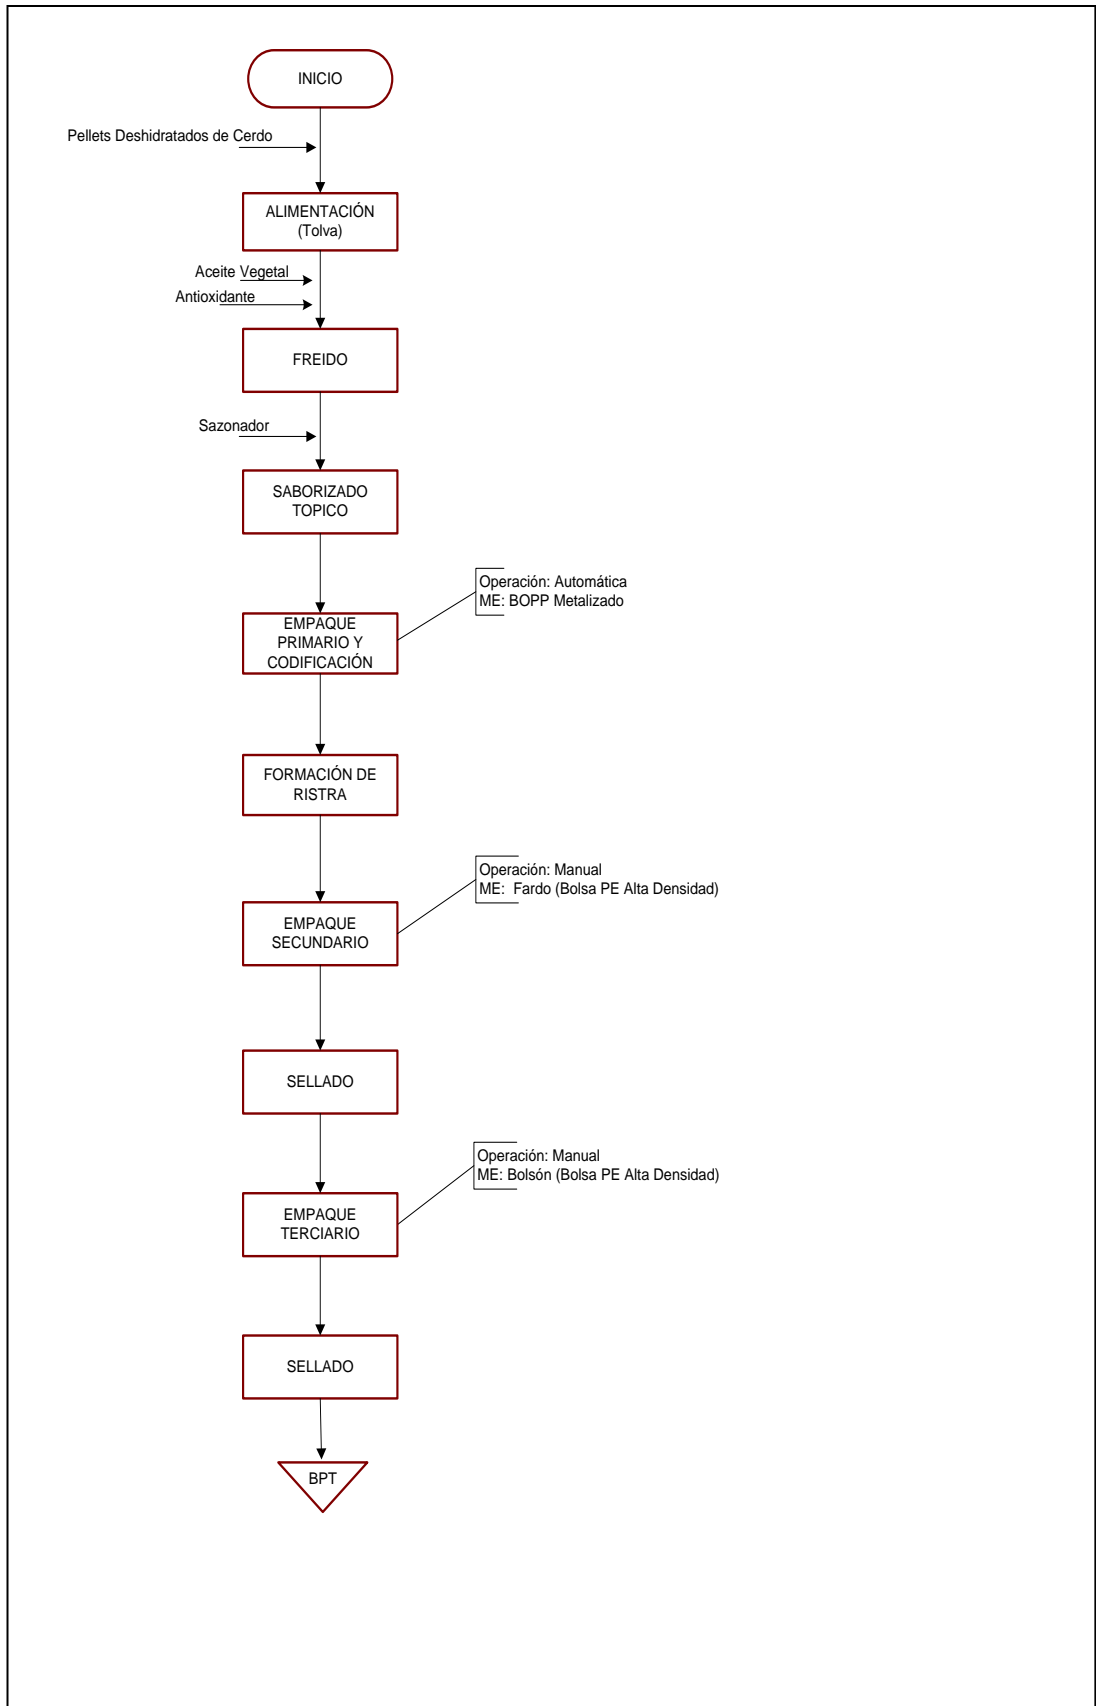 INICIO
Pellets Deshidratados de Cerdo
ALIMENTACIÓN
(Tolva)
Aceite Vegetal
Antioxidante
FREIDO
Sazonador
SABORIZADO
TOPICO
Operación: Automática
ME: BOPP Metalizado
EMPAQUE
PRIMARIO Y
CODIFICACIÓN
FORMACIÓN DE
RISTRA
Operación: Manual
ME:  Fardo (Bolsa PE Alta Densidad)
EMPAQUE
SECUNDARIO
SELLADO
Operación: Manual
ME: Bolsón (Bolsa PE Alta Densidad)
EMPAQUE
TERCIARIO
SELLADO
BPT